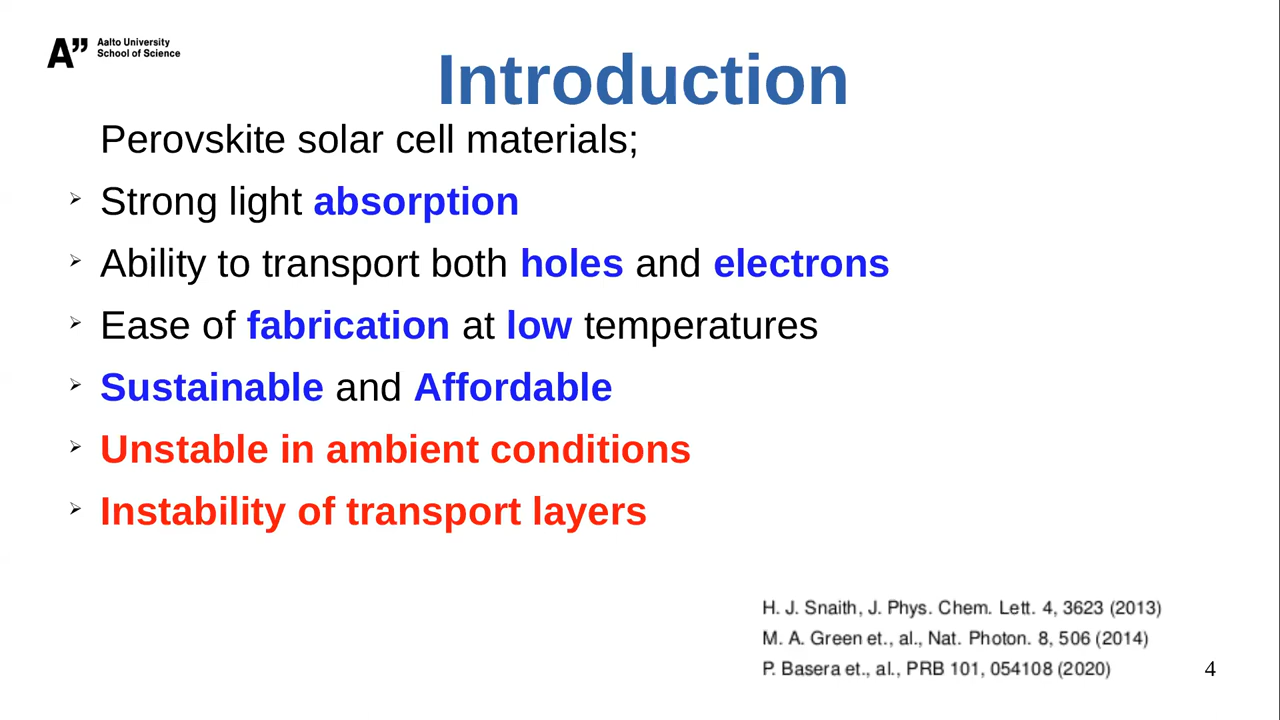 A”
Aalto University
School of Science
Introduction
Perovskite solar cell materials;
➢ Strong light absorption
➢ Ability to transport both holes and electrons
➢ Ease of fabrication at low temperatures
➢ Sustainable and Affordable
➢ Unstable in ambient conditions
➢ Instability of transport layers
H. J. Snaith, J. Phys. Chem. Lett. 4, 3623 (2013)
M. A. Green et., al., Nat. Photon. 8, 506 (2014)
P. Basera et., al., PRB 101, 054108 (2020)
4